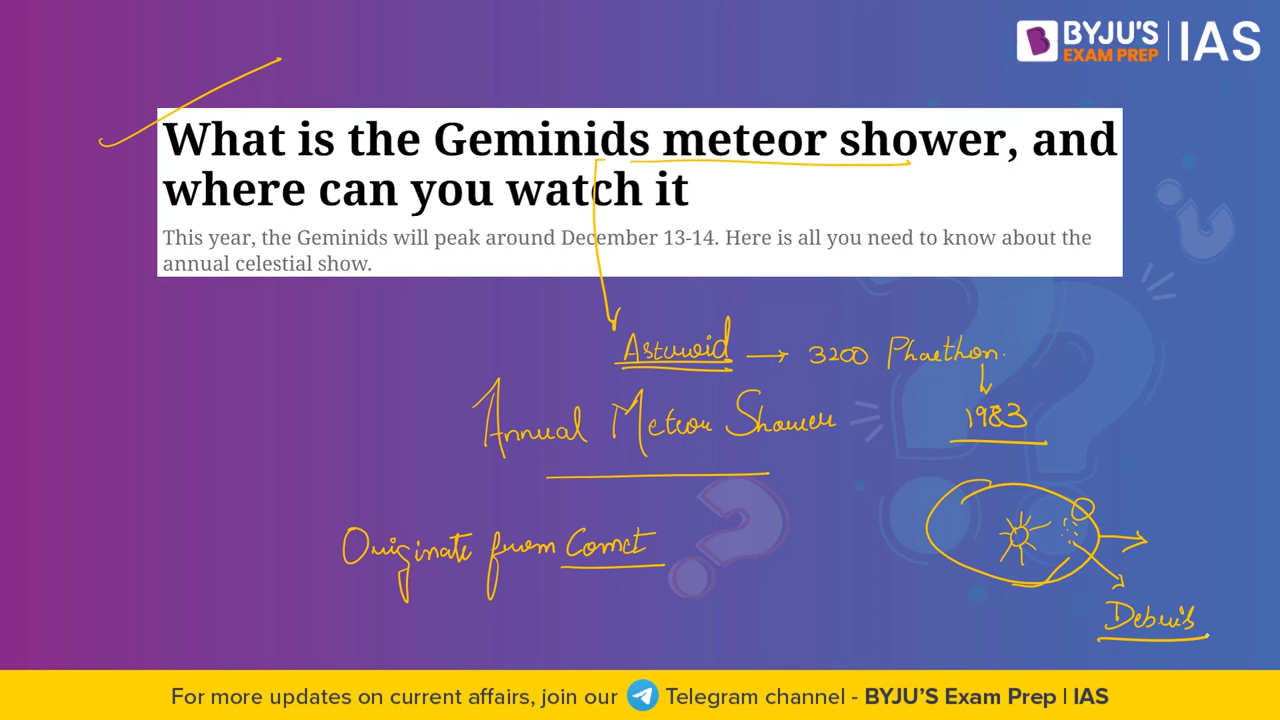 BYJU'S
EXAM PREP
IAS
What is the Geminids meteor shower, and
where can you watch it
This year, the Geminids will peak around December 13-14. Here is all you need to know about the
annual celestial show.
Asteroid → 3200 Phaethon.
1983
Annual Meteor Shower
Originate from Comet
Debris
For more updates on current affairs, join our Telegram channel - BYJU'S Exam Prep | IAS